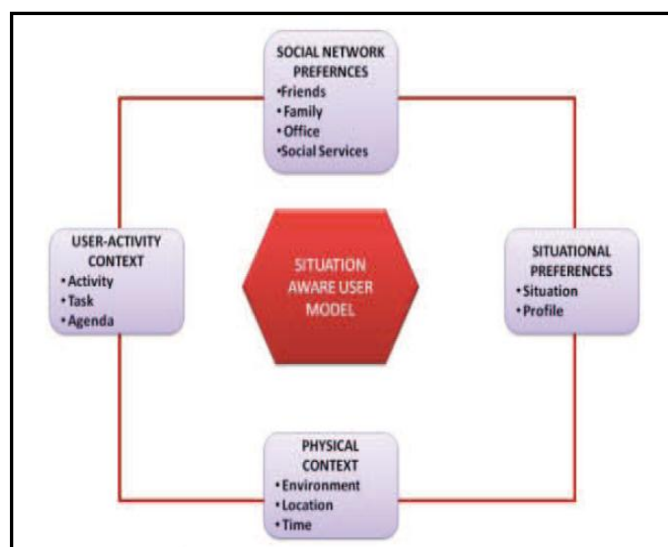 SOCIAL NETWORK
PREFERNCES
•Friends
• Family
• Office
•Social Services
USER-ACTIVITY
CONTEXT
• Activity
• Task
• Agenda
SITUATION
AWARE USER
MODEL
SITUATIONAL
PREFERENCES
• Situation
• Profile
PHYSICAL
CONTEXT
• Environment
• Location
• Time